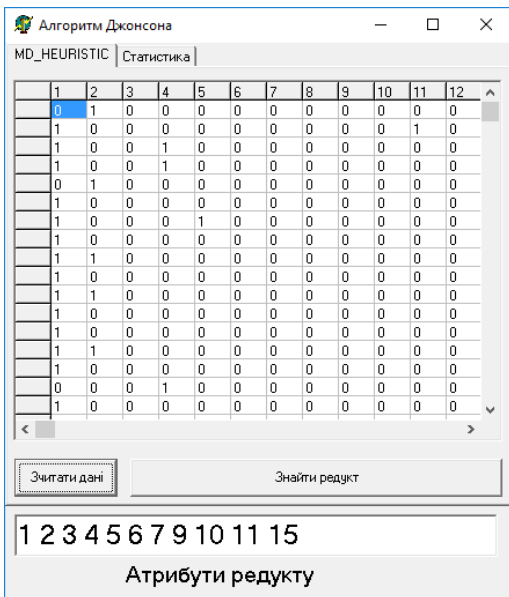 Алгоритм Джонсона
MD_HEURISTIC Статистика
1 2 3 4 5 6 7 8 9 10 11 12
0 1 0 0 0 0 0 0 0 0 0 0
1 0 0 0 0 0 0 0 0 0 1 0
1 0 0 1 0 0 0 0 0 0 0 0
1 0 0 1 0 0 0 0 0 0 0 0
0 1 0 0 0 0 0 0 0 0 0 0
1 0 0 0 0 0 0 0 0 0 0 0
1 0 0 0 1 0 0 0 0 0 0 0
1 0 0 0 0 0 0 0 0 0 0 0
1 1 0 0 0 0 0 0 0 0 0 0
1 0 0 0 0 0 0 0 0 0 0 0
1 1 0 0 0 0 0 0 0 0 0 0
1 0 0 0 0 0 0 0 0 0 0 0
1 0 0 0 0 0 0 0 0 0 0 0
1 1 0 0 0 0 0 0 0 0 0 0
1 0 0 0 0 0 0 0 0 0 0 0
0 0 0 1 0 0 0 0 0 0 0 0
1 0 0 0 0 0 0 0 0 0 0 0
Зчитати дані Знайти редукт
1 2 3 4 5 6 7 9 10 11 15
Атрибути редукту